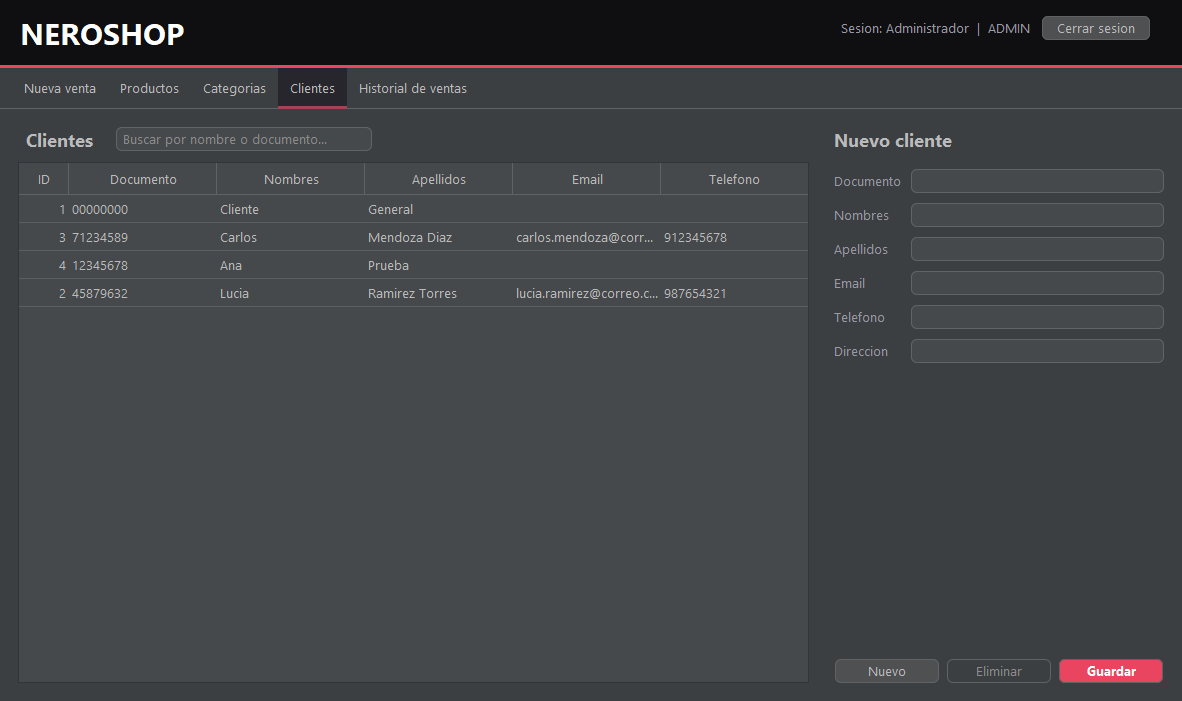 NEROSHOP
Sesion: Administrador | ADMIN Cerrar sesion
Nueva venta Productos Categorias Clientes Historial de ventas
Clientes Buscar por nombre o documento...
ID Documento Nombres Apellidos Email Telefono
1 00000000 Cliente General
3 71234589 Carlos Mendoza Diaz carlos.mendoza@corr... 912345678
4 12345678 Ana Prueba
2 45879632 Lucia Ramirez Torres lucia.ramirez@correo.c... 987654321
Nuevo cliente
Documento
Nombres
Apellidos
Email
Telefono
Direccion
Nuevo Eliminar Guardar